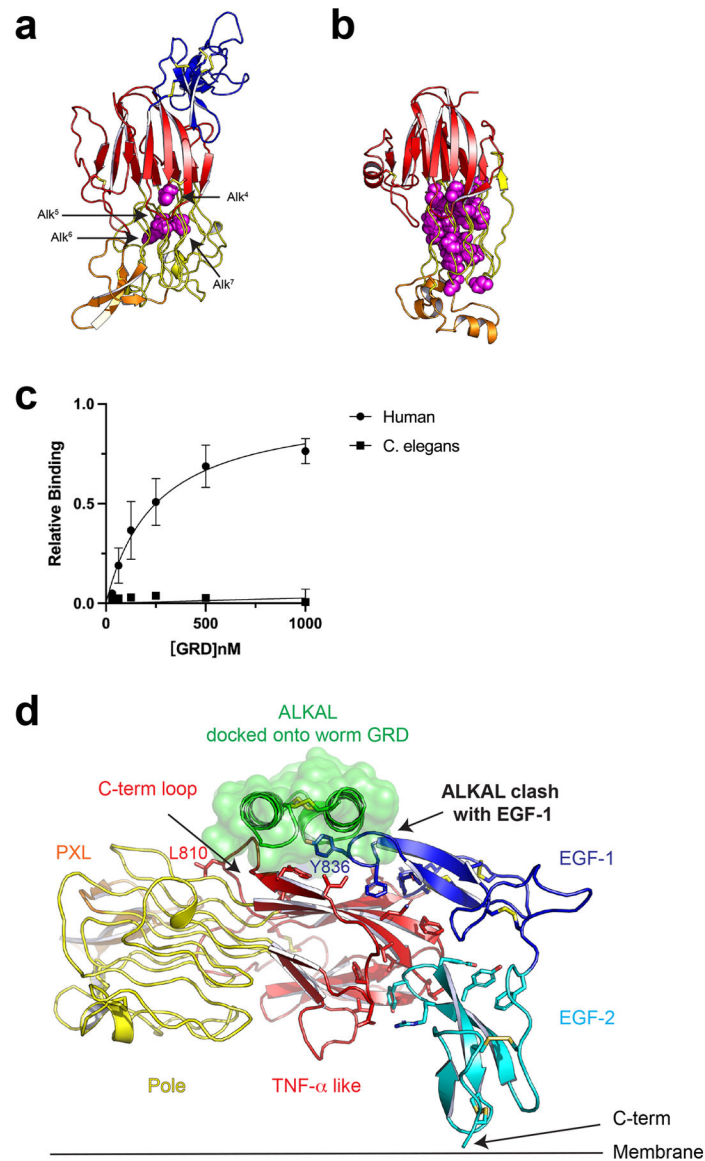 a
b
Alk4
Alk5
Alk6
Alk7
c
1.0
0.5
0.0
0
500
1000
Relative Binding
[GRD]nM
Human
C. elegans
d
ALKAL
docked onto worm GRD
C-term loop
ALKAL clash
with EGF-1
PXL
L810
Y836
EGF-1
EGF-2
Pole
TNF-α like
C-term
Membrane